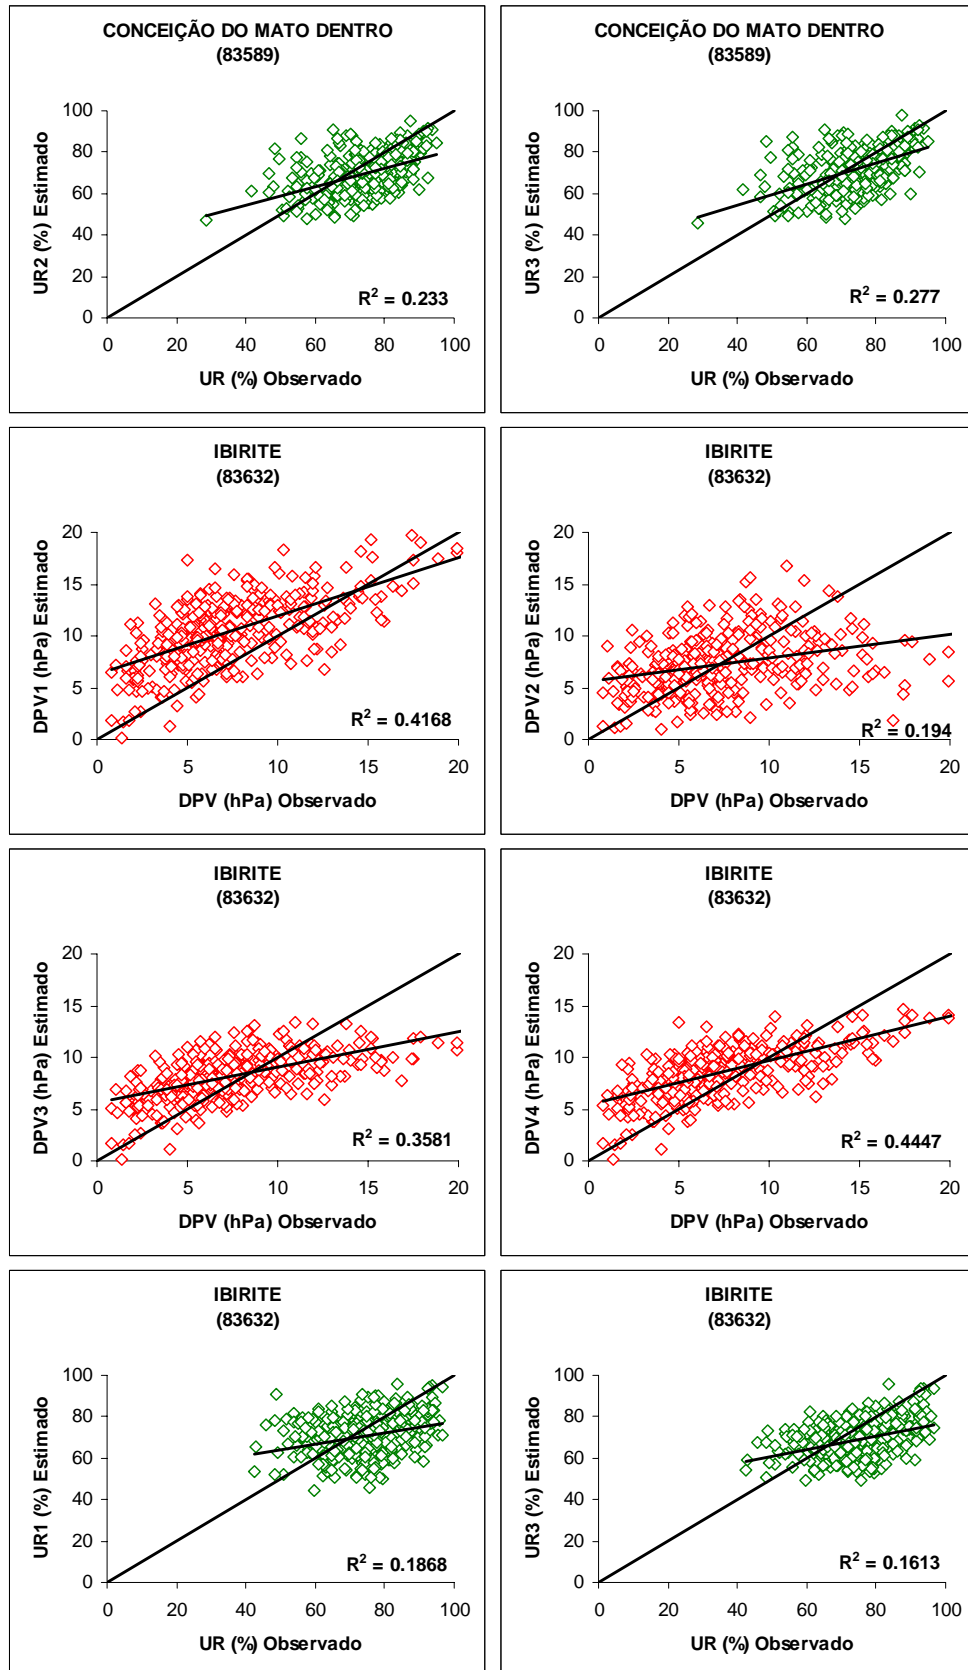 CONCEIÇÃO DO MATO DENTRO
(83589)
100
80
60
40
20
0
UR2 (%) Estimado
R² = 0.233
0 20 40 60 80 100
UR (%) Observado
CONCEIÇÃO DO MATO DENTRO
(83589)
100
80
60
40
20
0
UR3 (%) Estimado
R² = 0.277
0 20 40 60 80 100
UR (%) Observado
IBIRITE
(83632)
20
15
10
5
0
DPV1 (hPa) Estimado
R² = 0.4168
0 5 10 15 20
DPV (hPa) Observado
IBIRITE
(83632)
20
15
10
5
0
DPV2 (hPa) Estimado
R² = 0.194
0 5 10 15 20
DPV (hPa) Observado
IBIRITE
(83632)
20
15
10
5
0
DPV3 (hPa) Estimado
R² = 0.3581
0 5 10 15 20
DPV (hPa) Observado
IBIRITE
(83632)
20
15
10
5
0
DPV4 (hPa) Estimado
R² = 0.4447
0 5 10 15 20
DPV (hPa) Observado
IBIRITE
(83632)
100
80
60
40
20
0
UR1 (%) Estimado
R² = 0.1868
0 20 40 60 80 100
UR (%) Observado
IBIRITE
(83632)
100
80
60
40
20
0
UR3 (%) Estimado
R² = 0.1613
0 20 40 60 80 100
UR (%) Observado